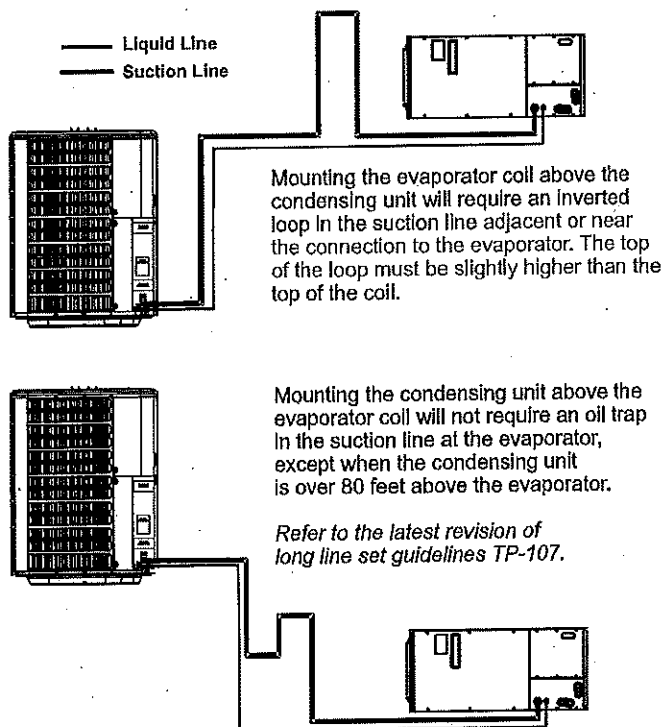 Liquid Line
Suction Line
Mounting the evaporator coil above the
condensing unit will require an inverted
loop in the suction line adjacent or near
the connection to the evaporator. The top
of the loop must be slightly higher than the
top of the coil.
Mounting the condensing unit above the
evaporator coil will not require an oil trap
in the suction line at the evaporator,
except when the condensing unit
is over 80 feet above the evaporator.
Refer to the latest revision of
long line set guidelines TP-107.